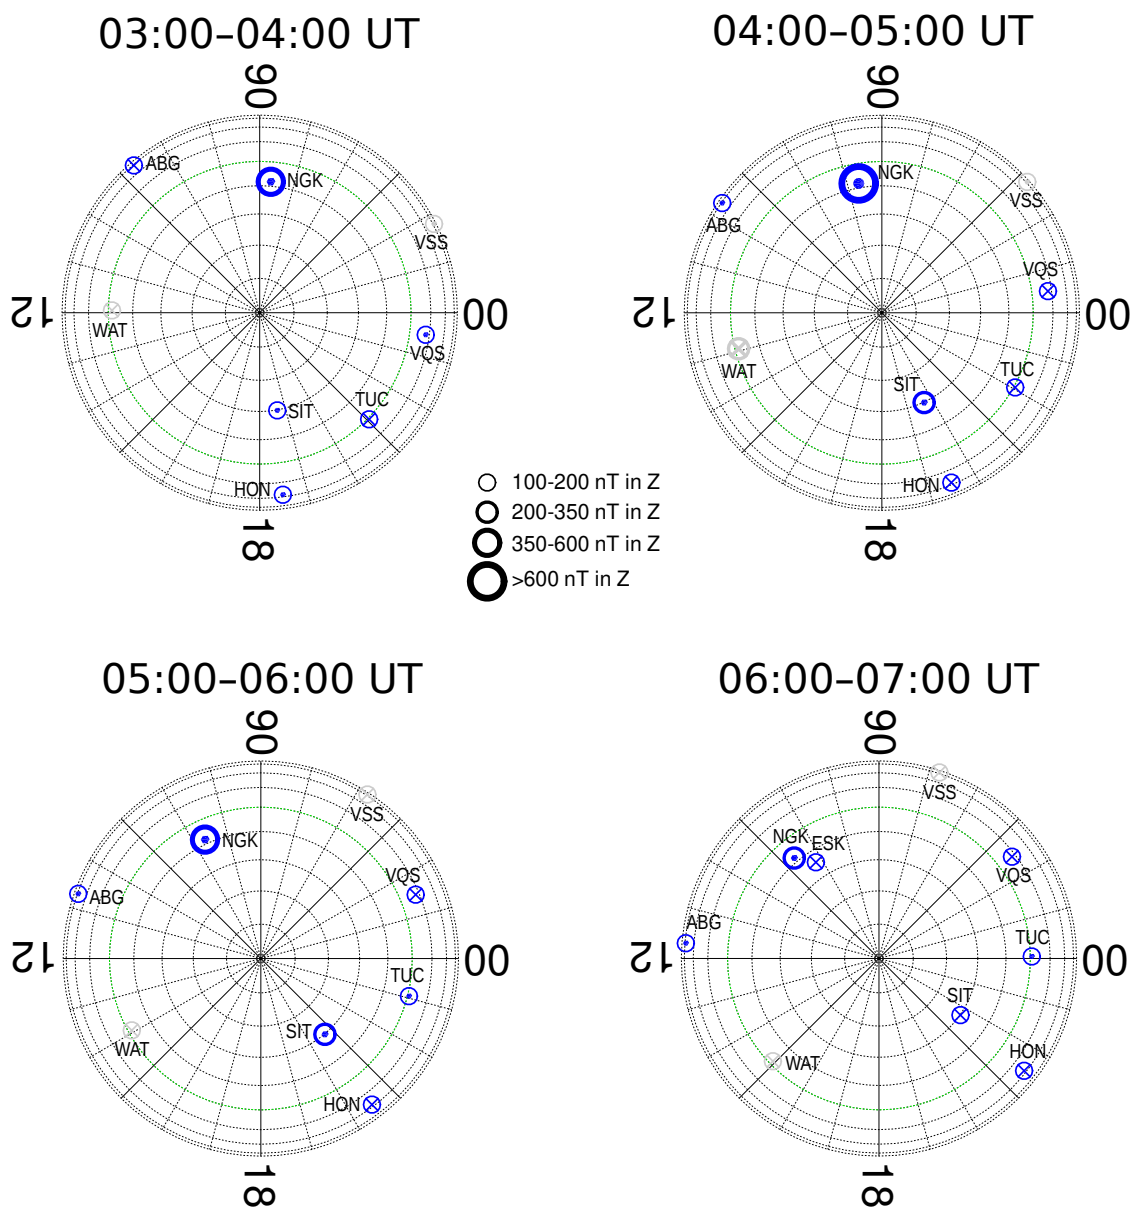 03:00–04:00 UT
06
ABG
NGK
VSS
12
00
WAT
VQS
TUC
SIT
HON
18
04:00–05:00 UT
06
NGK
VSS
ABG
VQS
12
00
WAT
TUC
SIT
HON
18
100-200 nT in Z
200-350 nT in Z
350-600 nT in Z
>600 nT in Z
05:00–06:00 UT
06
VSS
NGK
VQS
ABG
12
00
TUC
SIT
WAT
HON
18
06:00–07:00 UT
06
VSS
NGK
ESK
VQS
ABG
TUC
12
00
SIT
HON
WAT
18